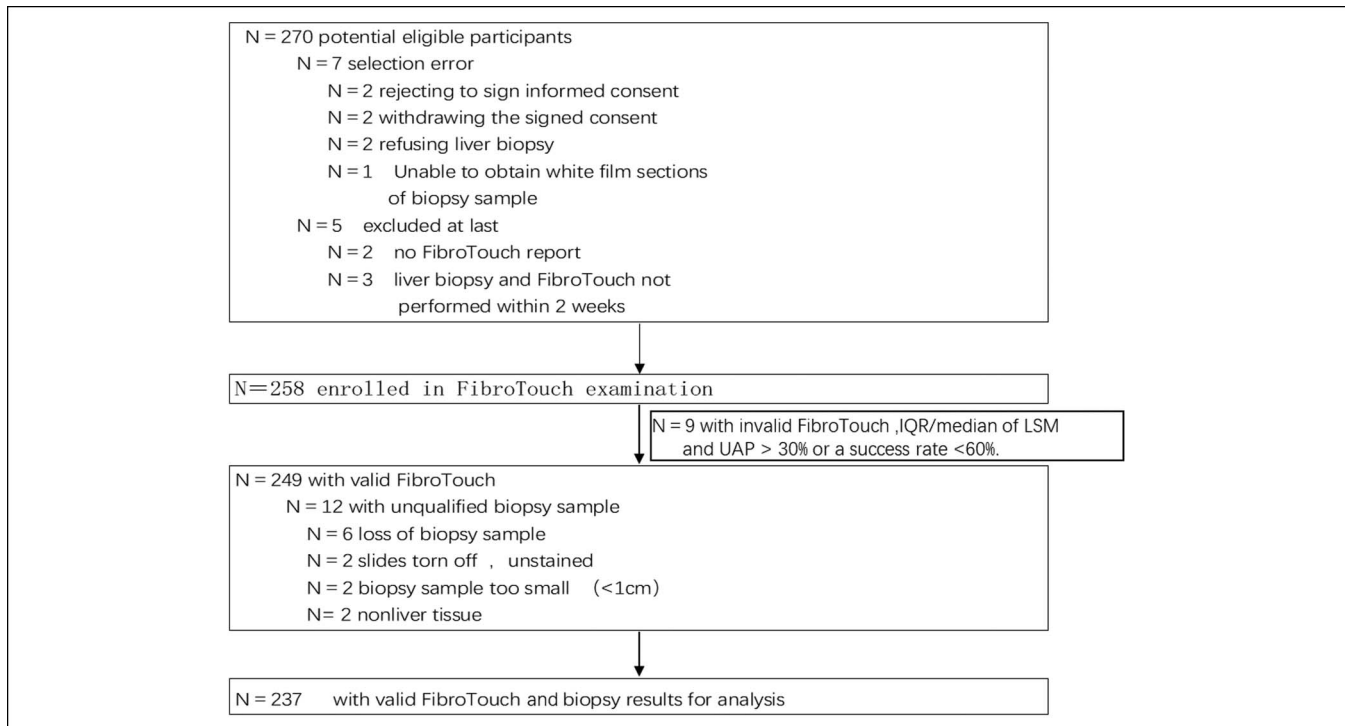 N = 270 potential eligible participants
N = 7 selection error
N = 2 rejecting to sign informed consent
N = 2 withdrawing the signed consent
N = 2 refusing liver biopsy
N = 1 Unable to obtain white film sections
of biopsy sample
N = 5 excluded at last
N = 2 no FibroTouch report
N = 3 liver biopsy and FibroTouch not
performed within 2 weeks
N＝258 enrolled in FibroTouch examination
N = 9 with invalid FibroTouch ,IQR/median of LSM
and UAP > 30% or a success rate <60%.
N = 249 with valid FibroTouch
N = 12 with unqualified biopsy sample
N = 6 loss of biopsy sample
N = 2 slides torn off ， unstained
N = 2 biopsy sample too small （<1cm）
N= 2 nonliver tissue
N = 237 with valid FibroTouch and biopsy results for analysis